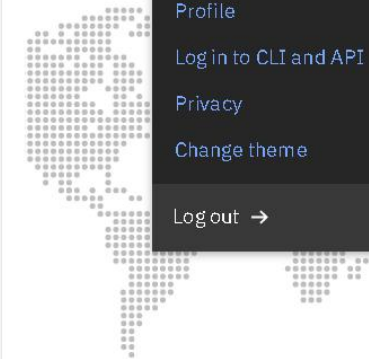 Profile
Log in to CLI and API
Privacy
Change theme
Log out →